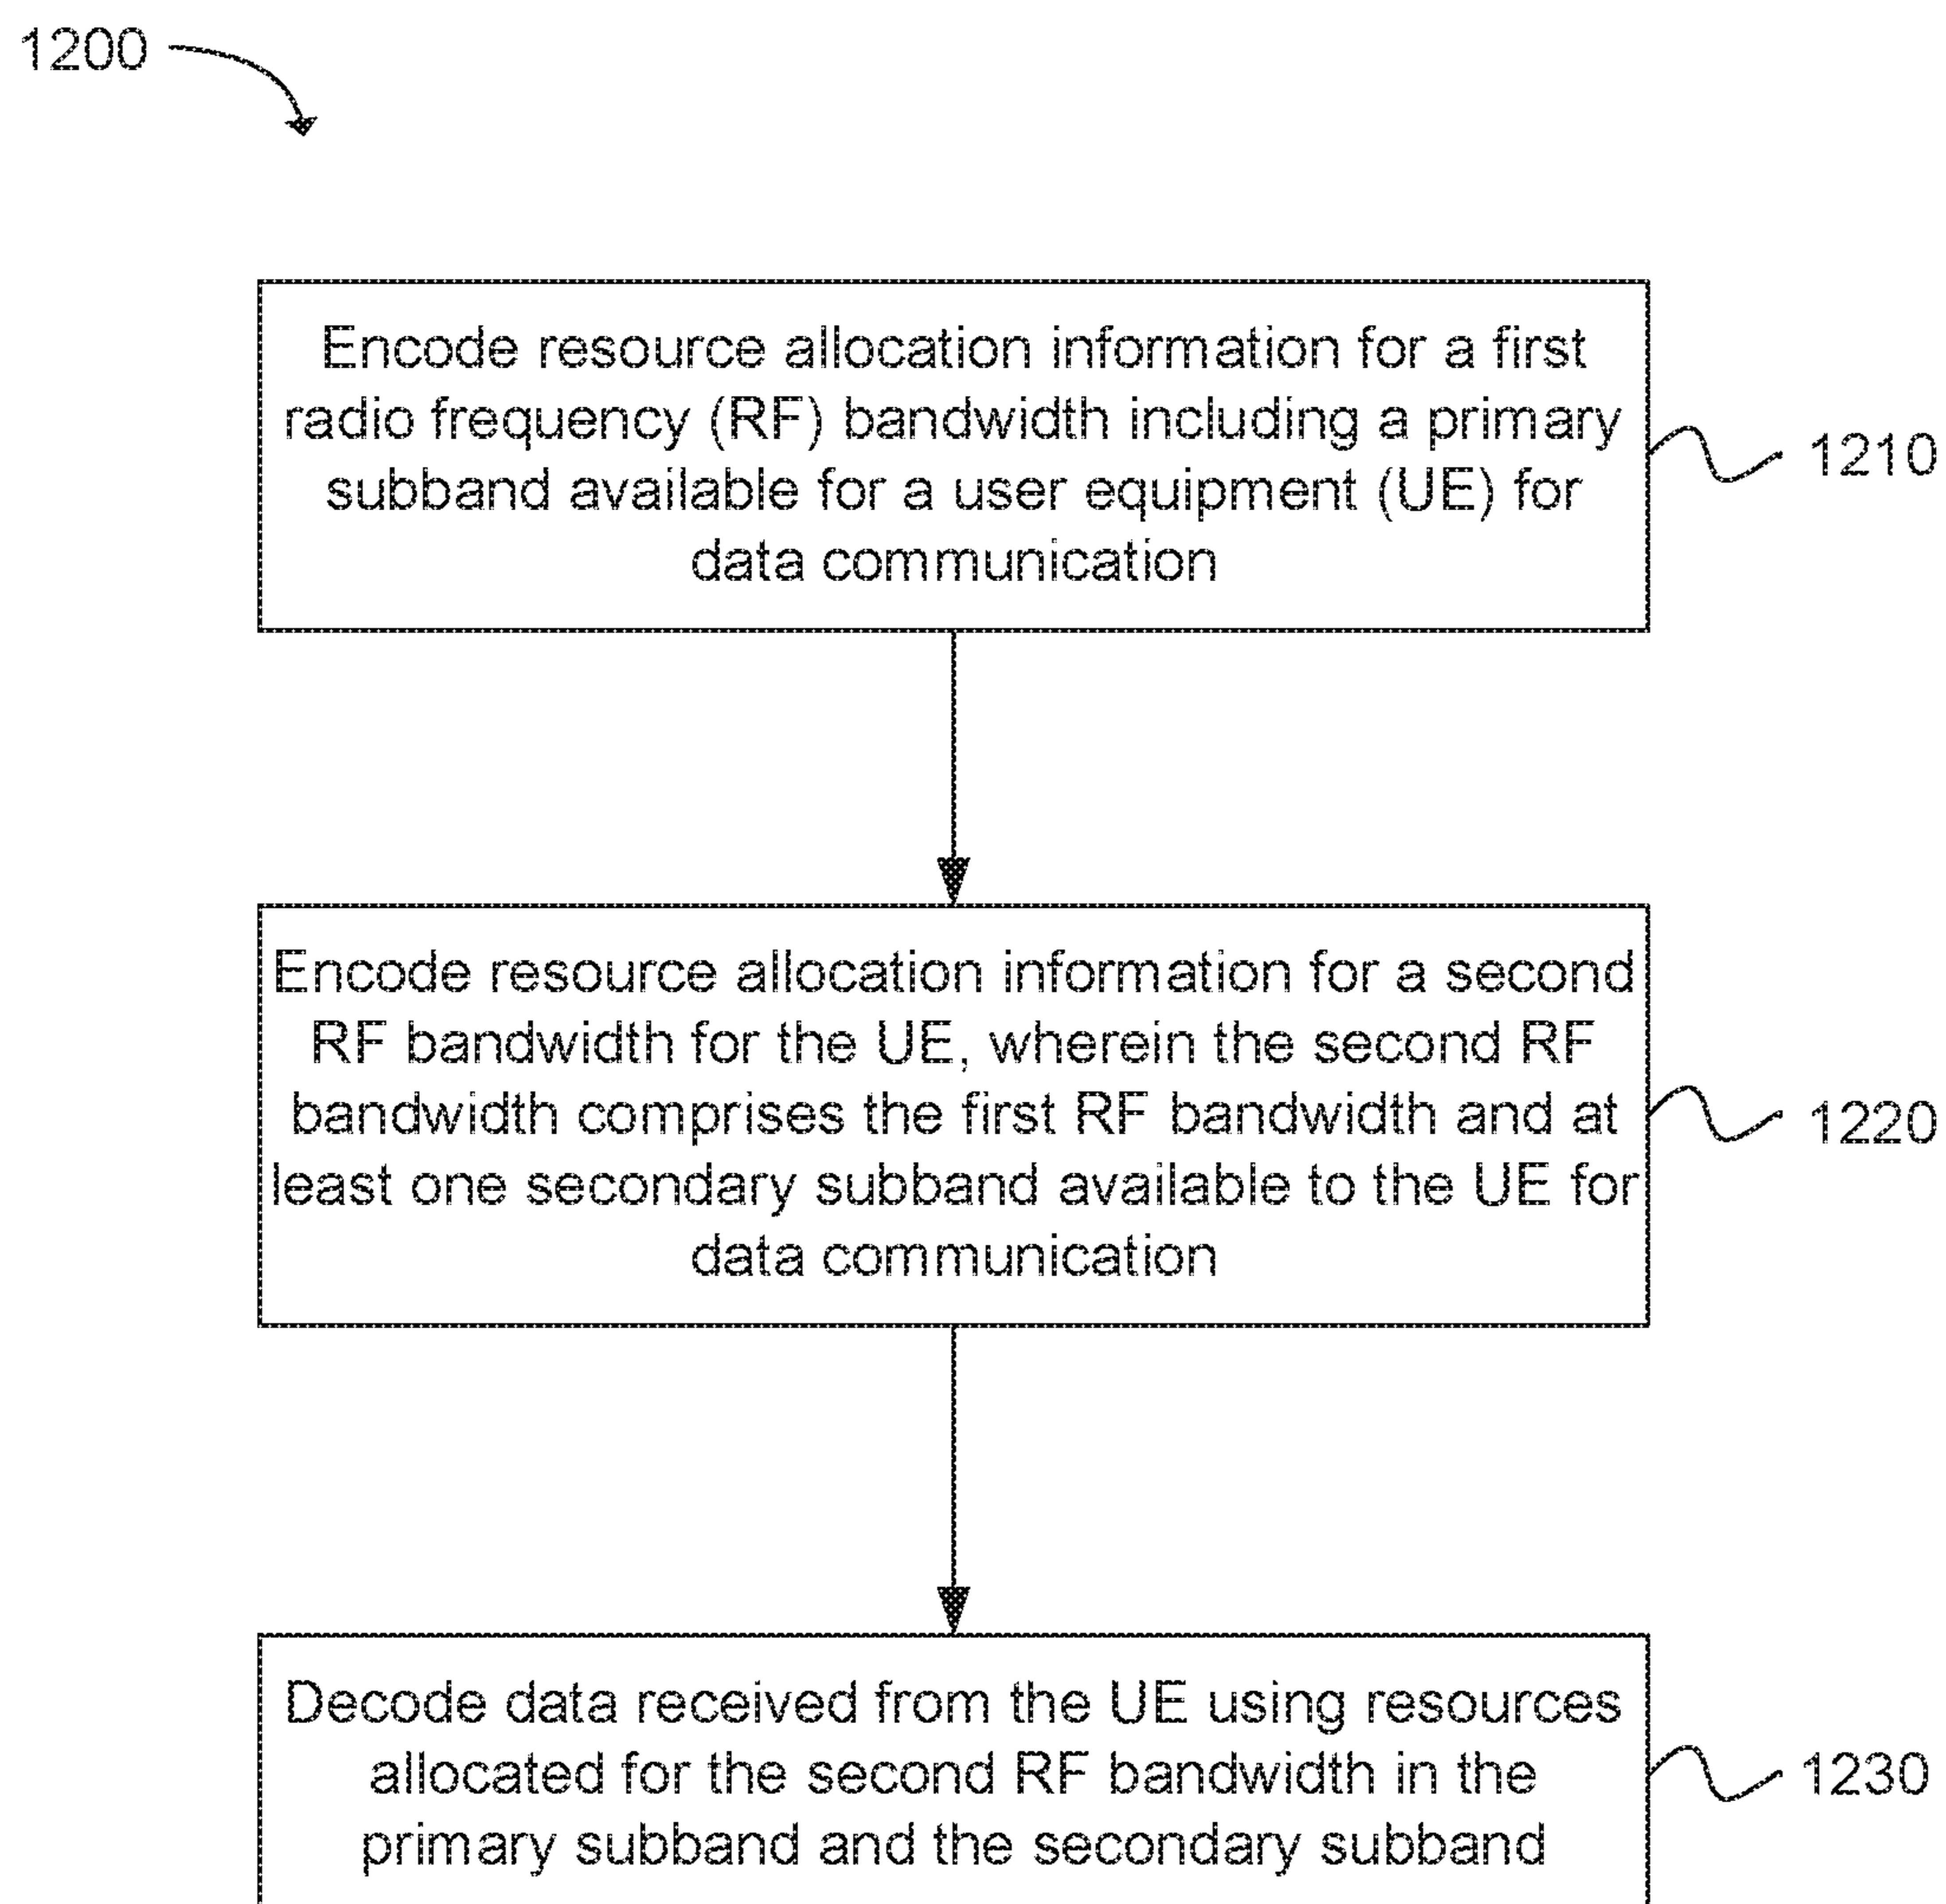 1200
Encode resource allocation information for a first
radio frequency (RF) bandwidth including a primary
subband available for a user equipment (UE) for
data communication
1210
Encode resource allocation information for a second
RF bandwidth for the UE, wherein the second RF
bandwidth comprises the first RF bandwidth and at
least one secondary subband available to the UE for
data communication
1220
Decode data received from the UE using resources
allocated for the second RF bandwidth in the
primary subband and the secondary subband
1230